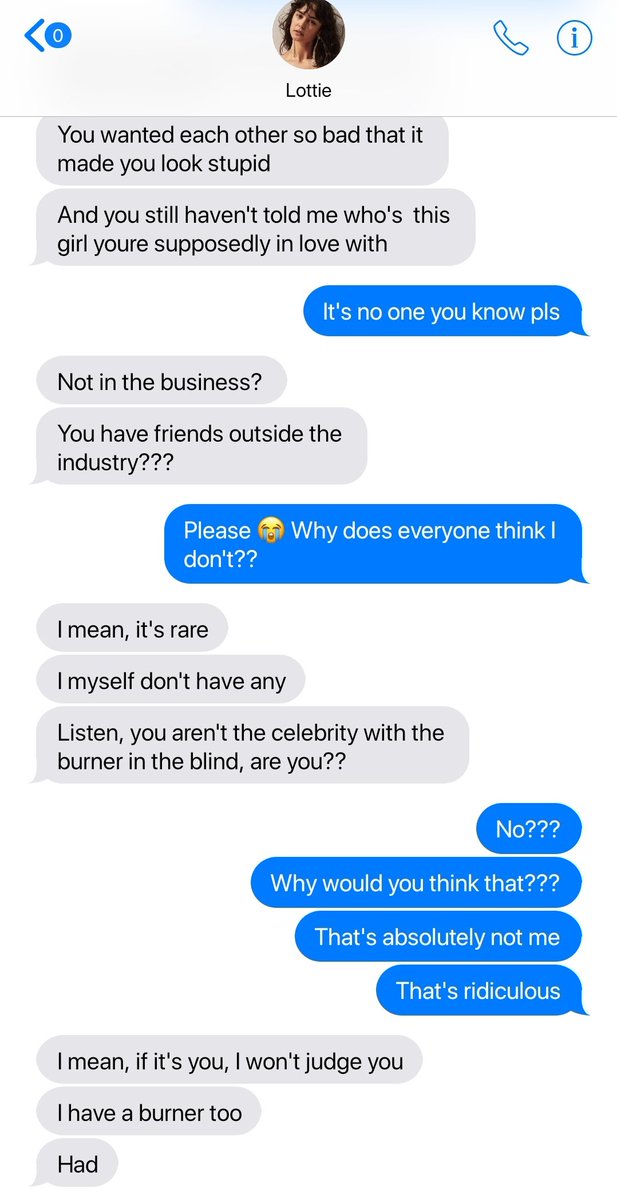 0
Lottie
You wanted each other so bad that it
made you look stupid
And you still haven't told me who's  this
girl youre supposedly in love with
It's no one you know pls
Not in the business?
You have friends outside the
industry???
Please 😭 Why does everyone think I
don't??
I mean, it's rare
I myself don't have any
Listen, you aren't the celebrity with the
burner in the blind, are you??
No???
Why would you think that???
That's absolutely not me
That's ridiculous
I mean, if it's you, I won't judge you
I have a burner too
Had